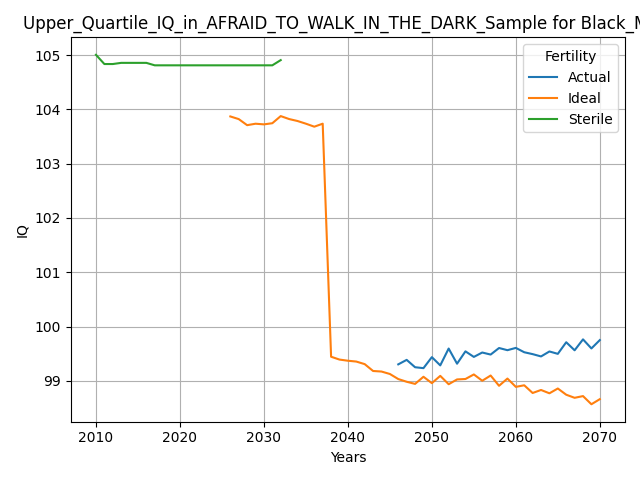 Upper_Quartile_IQ_in_AFRAID_TO_WALK_IN_THE_DARK_Sample for Black_M
Fertility
Actual
Ideal
Sterile
105
104
103
102
101
100
99
IQ
2010 2020 2030 2040 2050 2060 2070
Years